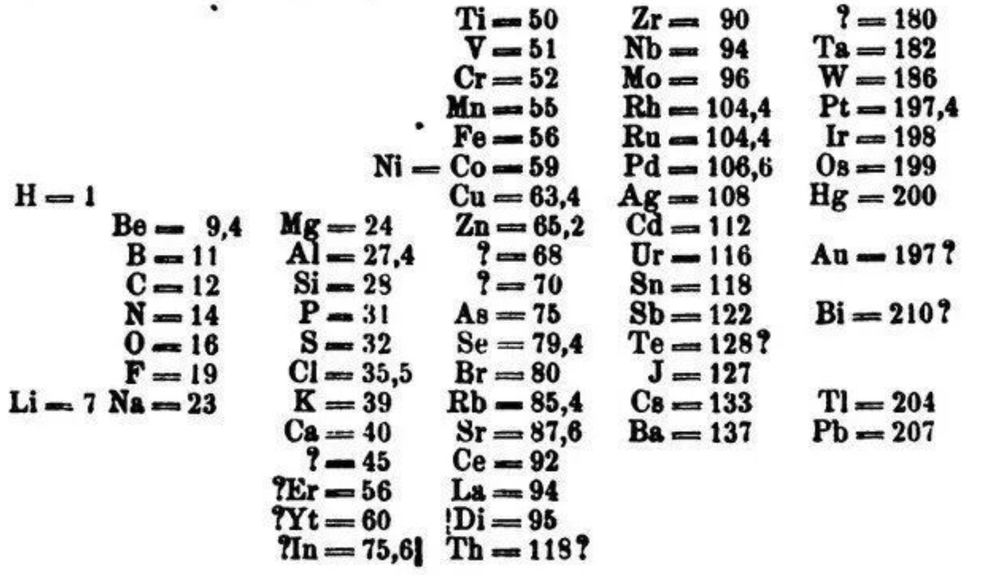 Ti = 50 Zr = 90 ? = 180
V = 51 Nb = 94 Ta = 182
Cr = 52 Mo = 96 W = 186
Mn = 55 Rh = 104,4 Pt = 197,4
Fe = 56 Ru = 104,4 Ir = 198
Ni = Co = 59 Pd = 106,6 Os = 199
H = 1 Cu = 63,4 Ag = 108 Hg = 200
Be = 9,4 Mg = 24 Zn = 65,2 Cd = 112
B = 11 Al = 27,4 ? = 68 Ur = 116 Au = 197?
C = 12 Si = 28 ? = 70 Sn = 118
N = 14 P = 31 As = 75 Sb = 122 Bi = 210?
O = 16 S = 32 Se = 79,4 Te = 128?
F = 19 Cl = 35,5 Br = 80 J = 127
Li = 7 Na = 23 K = 39 Rb = 85,4 Cs = 133 Tl = 204
Ca = 40 Sr = 87,6 Ba = 137 Pb = 207
? = 45 Ce = 92
?Er = 56 La = 94
?Yt = 60 Di = 95
?In = 75,6 Th = 118?